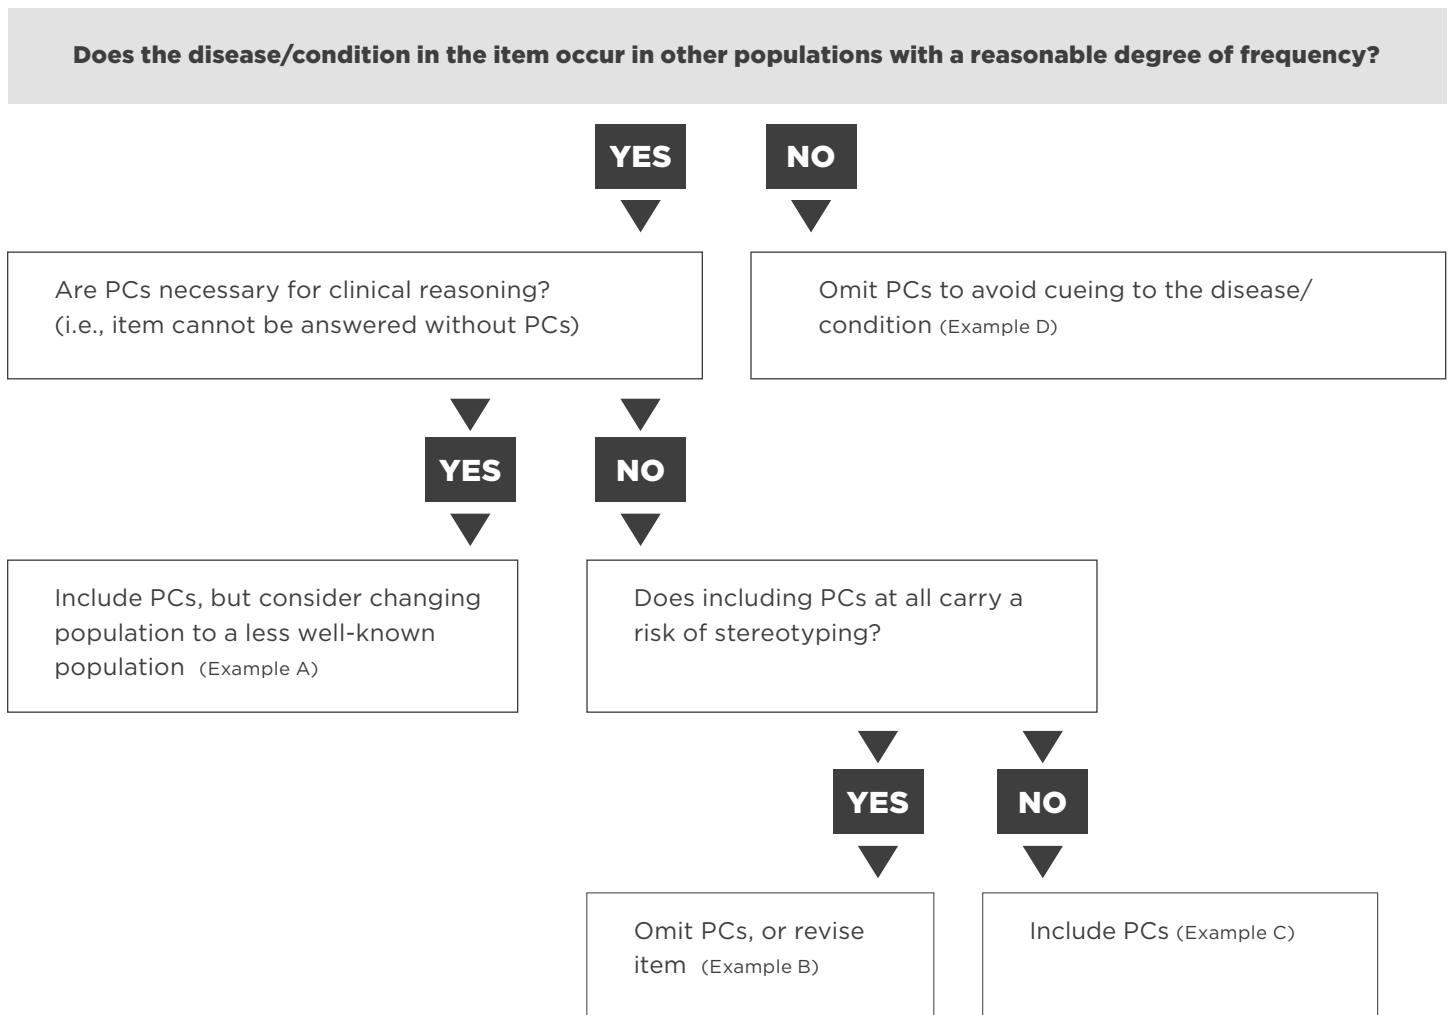 Does the disease/condition in the item occur in other populations with a reasonable degree of frequency?
YES
NO
Are PCs necessary for clinical reasoning?
(i.e., item cannot be answered without PCs)
Omit PCs to avoid cueing to the disease/
condition (Example D)
YES
NO
Include PCs, but consider changing
population to a less well-known
population (Example A)
Does including PCs at all carry a
risk of stereotyping?
YES
NO
Omit PCs, or revise
item (Example B)
Include PCs (Example C)